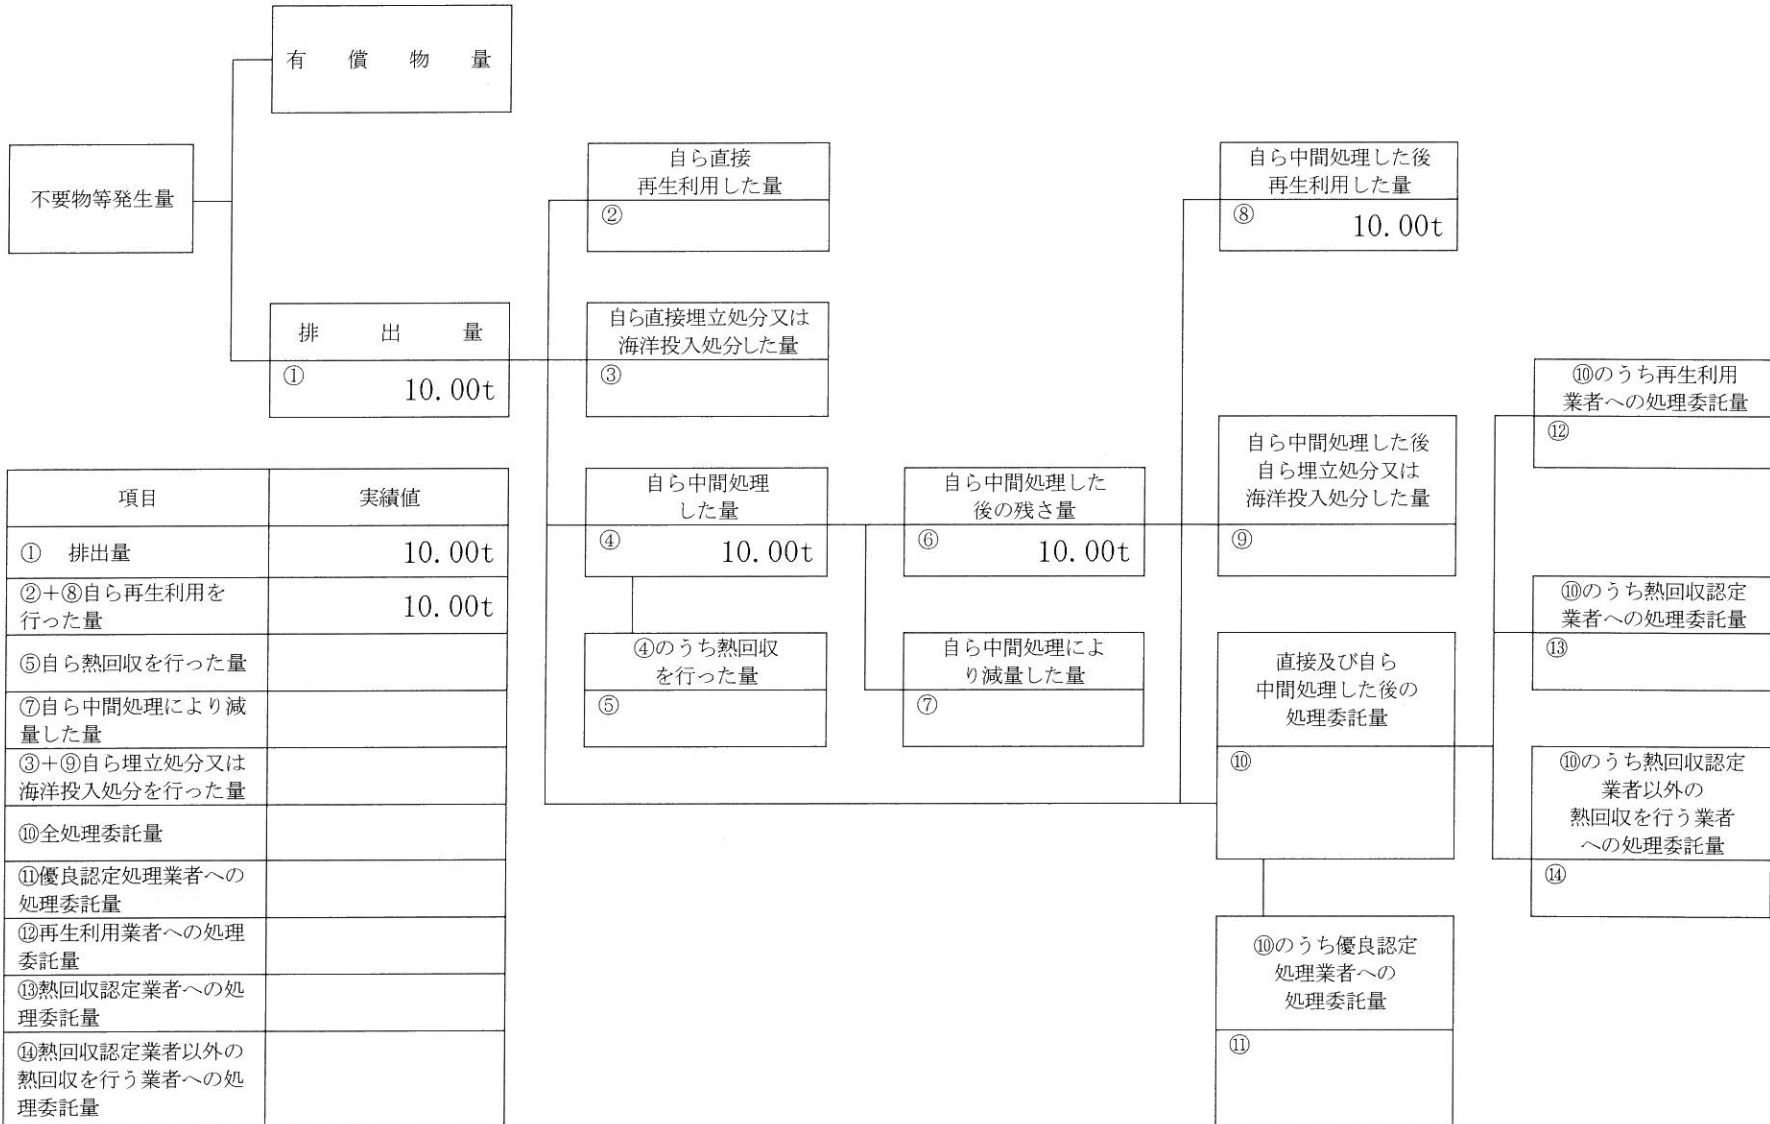 有償物量
不要物等発生量
排出量
① 10.00t
自ら直接
再生利用した量
②
自ら直接埋立処分又は
海洋投入処分した量
③
自ら中間処理
した量
④ 10.00t
④のうち熱回収
を行った量
⑤
自ら中間処理した
後の残さ量
⑥ 10.00t
自ら中間処理によ
り減量した量
⑦
自ら中間処理した後
再生利用した量
⑧ 10.00t
自ら中間処理した後
自ら埋立処分又は
海洋投入処分した量
⑨
直接及び自ら
中間処理した後の
処理委託量
⑩
⑩のうち優良認定
処理業者への
処理委託量
⑪
⑩のうち再生利用
業者への処理委託量
⑫
⑩のうち熱回収認定
業者への処理委託量
⑬
⑩のうち熱回収認定
業者以外の
熱回収を行う業者
への処理委託量
⑭
項目 実績値
① 排出量 10.00t
②+⑧自ら再生利用を
行った量 10.00t
⑤自ら熱回収を行った量
⑦自ら中間処理により減
量した量
③+⑨自ら埋立処分又は
海洋投入処分を行った量
⑩全処理委託量
⑪優良認定処理業者への
処理委託量
⑫再生利用業者への処理
委託量
⑬熱回収認定業者への処
理委託量
⑭熱回収認定業者以外の
熱回収を行う業者への処
理委託量